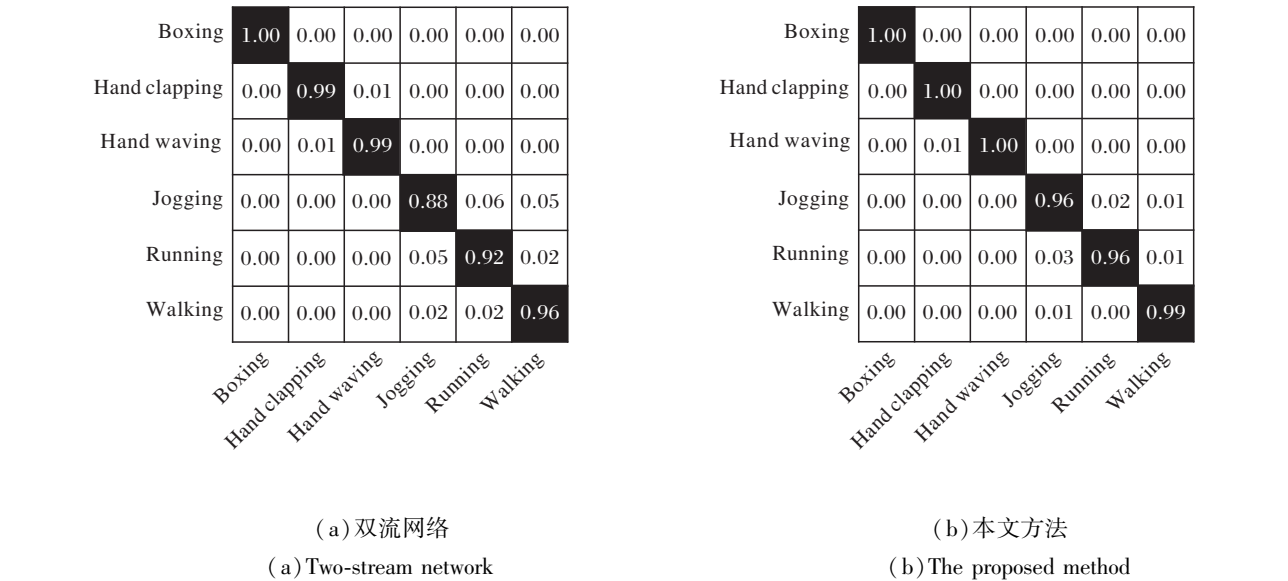 Boxing 1.00 0.00 0.00 0.00 0.00 0.00
Hand clapping 0.00 0.99 0.01 0.00 0.00 0.00
Hand waving 0.00 0.01 0.99 0.00 0.00 0.00
Jogging 0.00 0.00 0.00 0.88 0.06 0.05
Running 0.00 0.00 0.00 0.05 0.92 0.02
Walking 0.00 0.00 0.00 0.02 0.02 0.96
Boxing Hand clapping Hand waving Jogging Running Walking
(a)双流网络
(a)Two-stream network
Boxing 1.00 0.00 0.00 0.00 0.00 0.00
Hand clapping 0.00 1.00 0.00 0.00 0.00 0.00
Hand waving 0.00 0.01 1.00 0.00 0.00 0.00
Jogging 0.00 0.00 0.00 0.96 0.02 0.01
Running 0.00 0.00 0.00 0.03 0.96 0.01
Walking 0.00 0.00 0.00 0.01 0.00 0.99
Boxing Hand clapping Hand waving Jogging Running Walking
(b)本文方法
(b)The proposed method